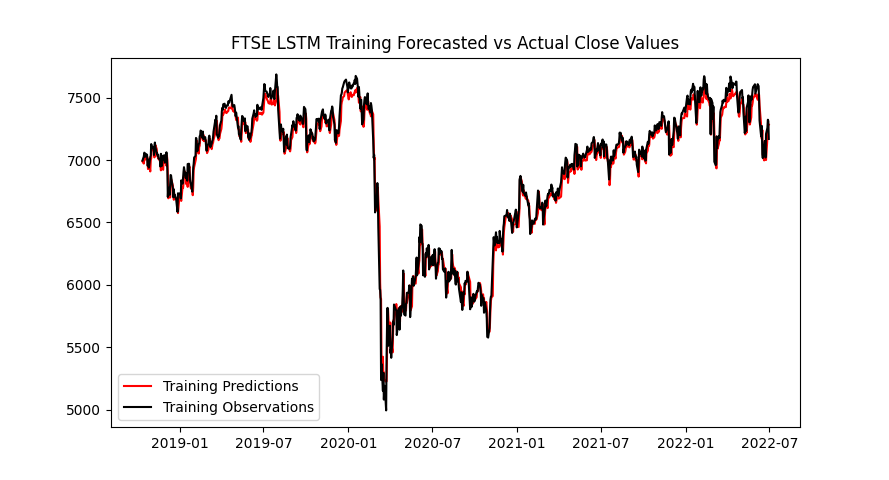 FTSE LSTM Training Forecasted vs Actual Close Values
7500
7000
6500
6000
5500
5000
Training Predictions
Training Observations
2019-01 2019-07 2020-01 2020-07 2021-01 2021-07 2022-01 2022-07